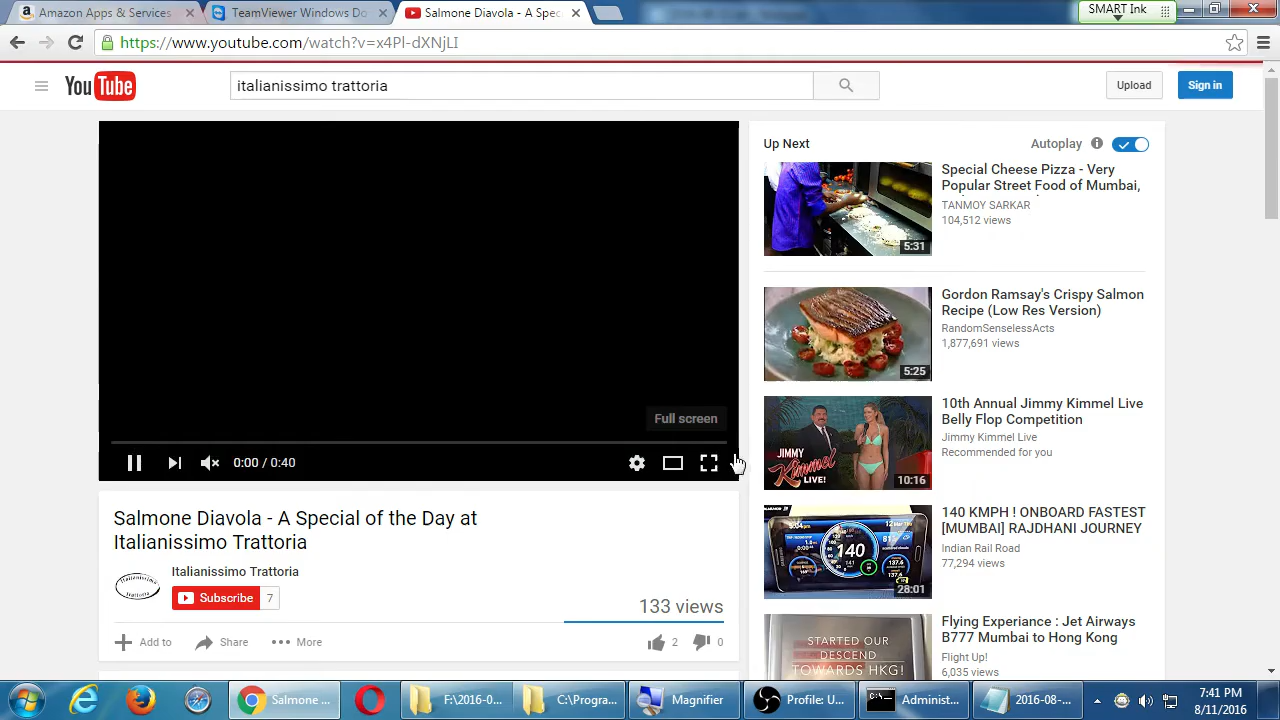 Amazon Apps & Services
TeamViewer Windows Do
Salmone Diavola - A Spec
SMART Ink
https://www.youtube.com/watch?v=x4Pl-dXNjLI
YouTube
italianissimo trattoria
Upload
Sign in
Up Next
Autoplay
Special Cheese Pizza - Very
Popular Street Food of Mumbai,
TANMOY SARKAR
104,512 views
5:31
Gordon Ramsay's Crispy Salmon
Recipe (Low Res Version)
RandomSenselessActs
1,877,691 views
5:25
Full screen
0:00 / 0:40
10th Annual Jimmy Kimmel Live
Belly Flop Competition
Jimmy Kimmel Live
Recommended for you
JIMMY
Kimmel
LIVE!
10:16
Salmone Diavola - A Special of the Day at
Italianissimo Trattoria
Italianissimo Trattoria
Subscribe
7
133 views
Add to
Share
More
2
0
140 KMPH ! ONBOARD FASTEST
[MUMBAI] RAJDHANI JOURNEY
Indian Rail Road
77,294 views
140
28:01
Flying Experiance : Jet Airways
B777 Mumbai to Hong Kong
Flight Up!
6,035 views
STARTED OUR
DESCEND
TOWARDS HKG!
Salmone ...
F:\2016-0...
C:\Progra...
Magnifier
Profile: U...
Administ...
2016-08-...
7:41 PM
8/11/2016